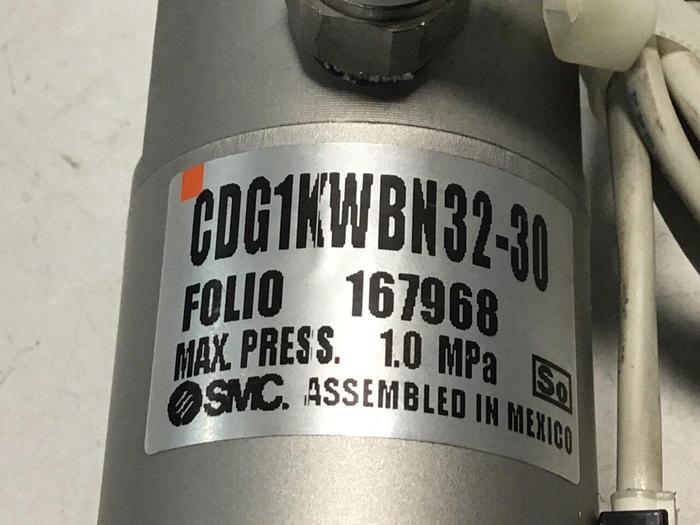 CDG1KWBN32-30
FOLIO 167968
MAX. PRESS. 1.0 MPa
So
SMC. ASSEMBLED IN MEXICO